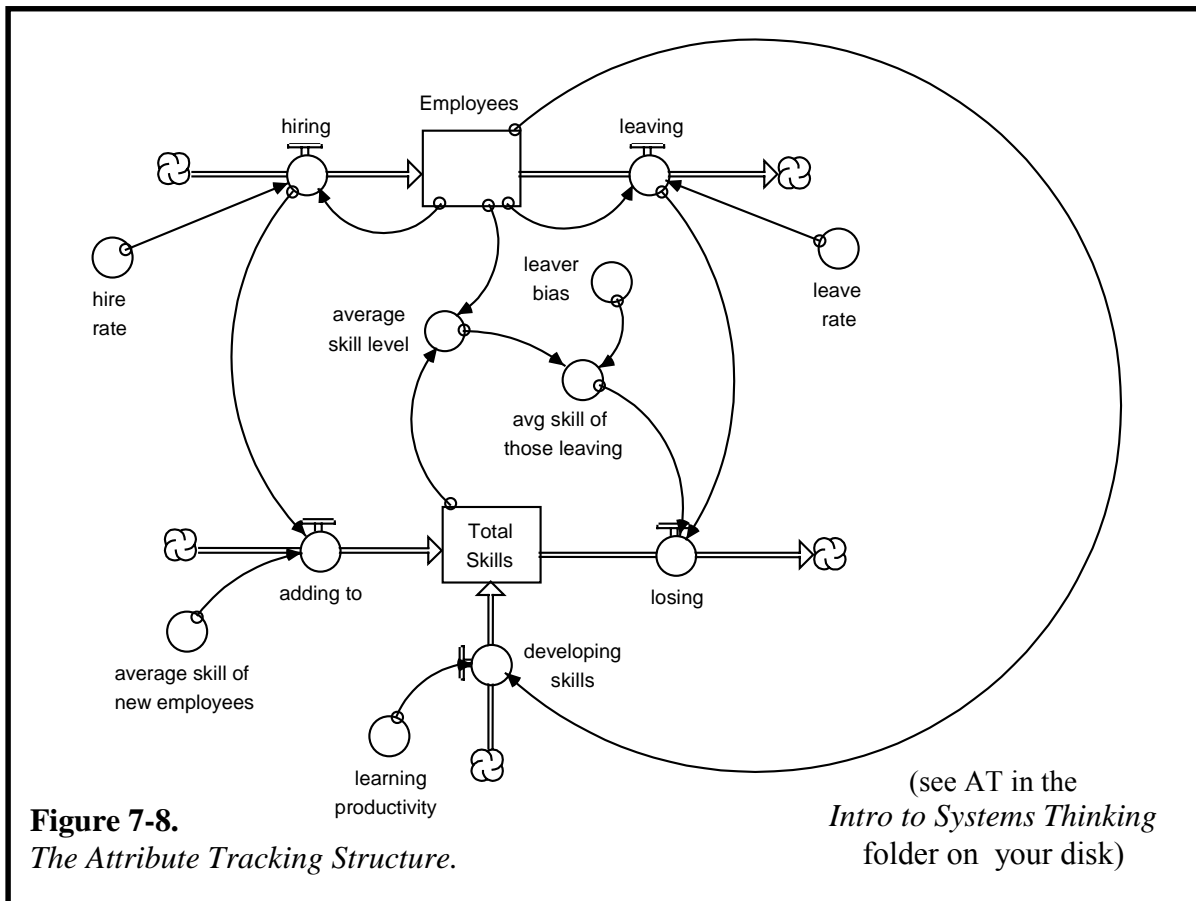 Employees
hiring
leaving
hire
rate
average
skill level
leaver
bias
leave
rate
avg skill of
those leaving
Total
Skills
adding to
losing
average skill of
new employees
developing
skills
learning
productivity
Figure 7-8.
The Attribute Tracking Structure.
(see AT in the
Intro to Systems Thinking
folder on your disk)